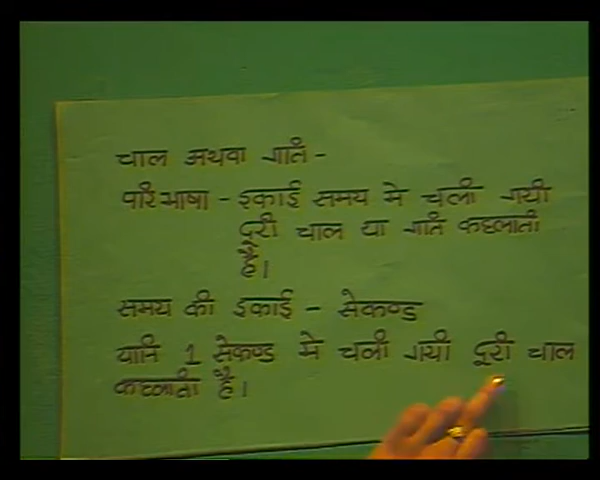 चाल अथवा गति -
परिभाषा - इकाई समय मे चली गयी
दूरी चाल या गति कहलाती
है।
समय की इकाई - सेकण्ड
यानि 1 सेकण्ड मे चली गयी दूरी चाल
कहलाती है।